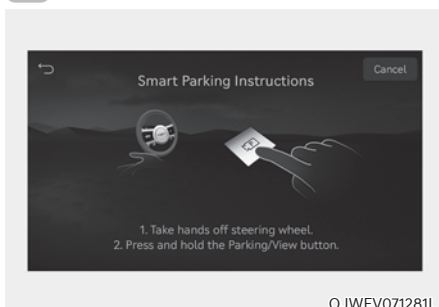 Smart Parking Instructions
Cancel
1. Take hands off steering wheel.
2. Press and hold the Parking/View button.
OJWEV071281L